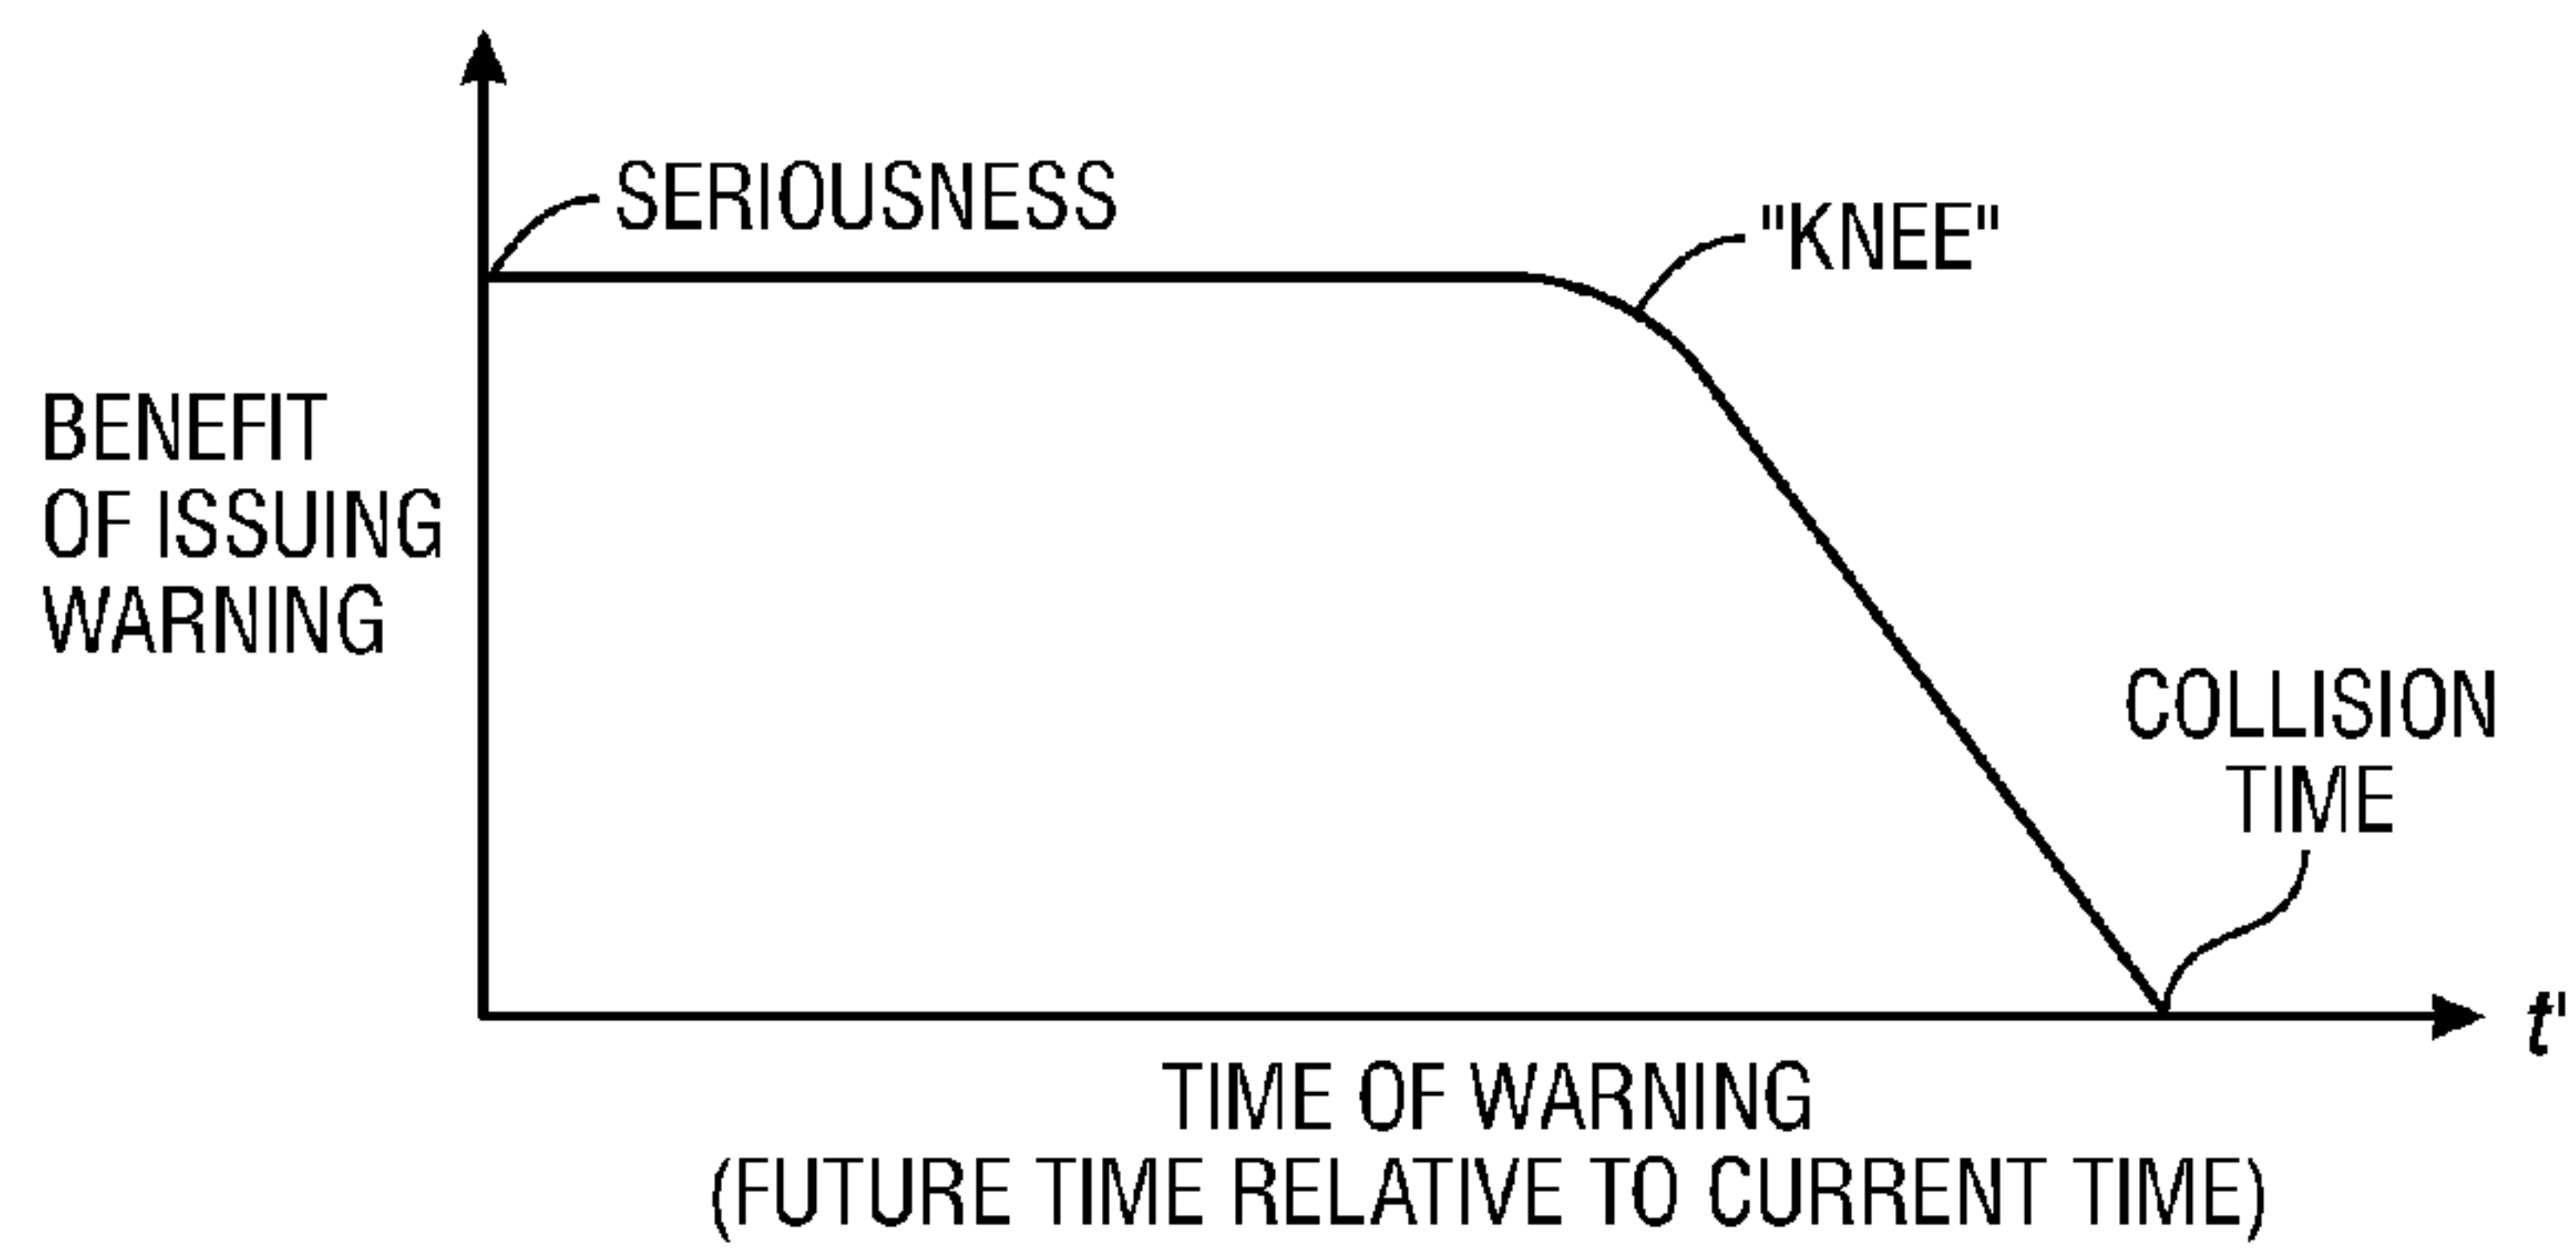 SERIOUSNESS
"KNEE"
BENEFIT
OF ISSUING
WARNING
COLLISION
TIME
t'
TIME OF WARNING
(FUTURE TIME RELATIVE TO CURRENT TIME)